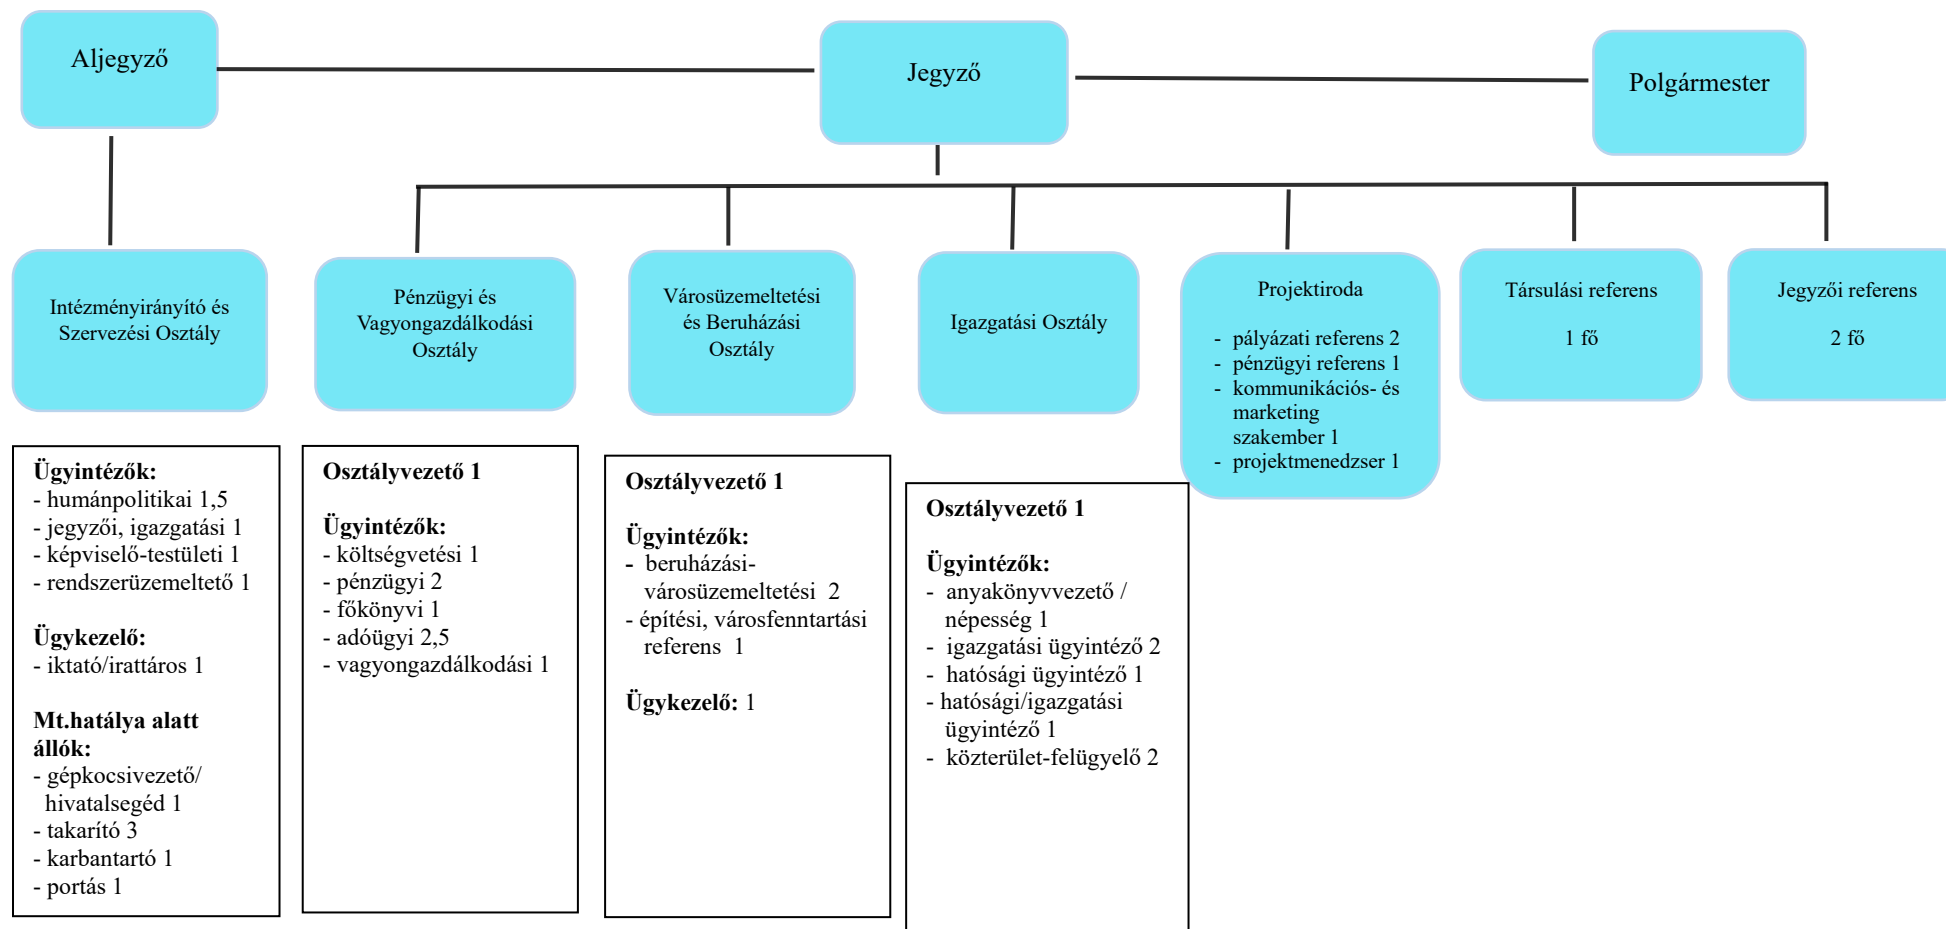 Aljegyző
Jegyző
Polgármester
Intézményirányító és
Szervezési Osztály
Pénzügyi és
Vagyongazdálkodási
Osztály
Városüzemeltetési
és Beruházási
Osztály
Igazgatási Osztály
Projektiroda
- pályázati referens 2
- pénzügyi referens 1
- kommunikációs- és
marketing
szakember 1
- projektmenedzser 1
Társulási referens
1 fő
Jegyzői referens
2 fő
Ügyintézők:
- humánpolitikai 1,5
- jegyzői, igazgatási 1
- képviselő-testületi 1
- rendszerüzemeltető 1
Ügykezelő:
- iktató/irattáros 1
Mt.hatálya alatt
állók:
- gépkocsivezető/
hivatalsegéd 1
- takarító 3
- karbantartó 1
- portás 1
Osztályvezető 1
Ügyintézők:
- költségvetési 1
- pénzügyi 2
- főkönyvi 1
- adóügyi 2,5
- vagyongazdálkodási 1
Osztályvezető 1
Ügyintézők:
- beruházási-
városüzemeltetési 2
- építési, városfenntartási
referens 1
Ügykezelő: 1
Osztályvezető 1
Ügyintézők:
- anyakönyvvezető /
népesség 1
- igazgatási ügyintéző 2
- hatósági ügyintéző 1
- hatósági/igazgatási
ügyintéző 1
- közterület-felügyelő 2